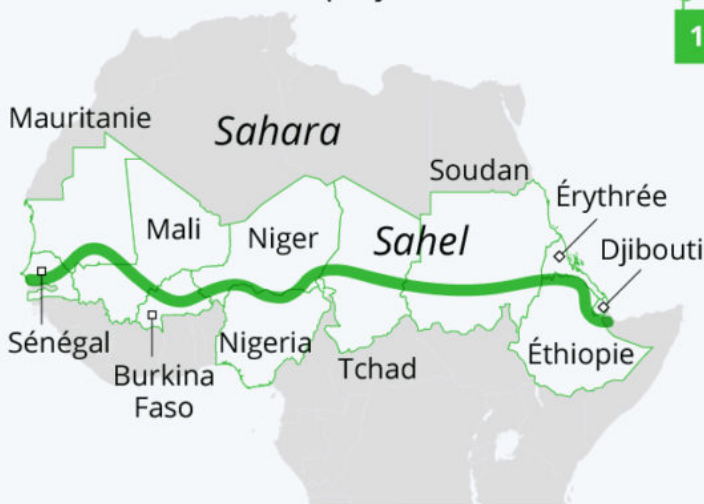 1
Mauritanie
Sahara
Soudan
Érythrée
Mali
Niger
Sahel
Djibouti
Sénégal
Burkina
Faso
Nigeria
Tchad
Éthiopie